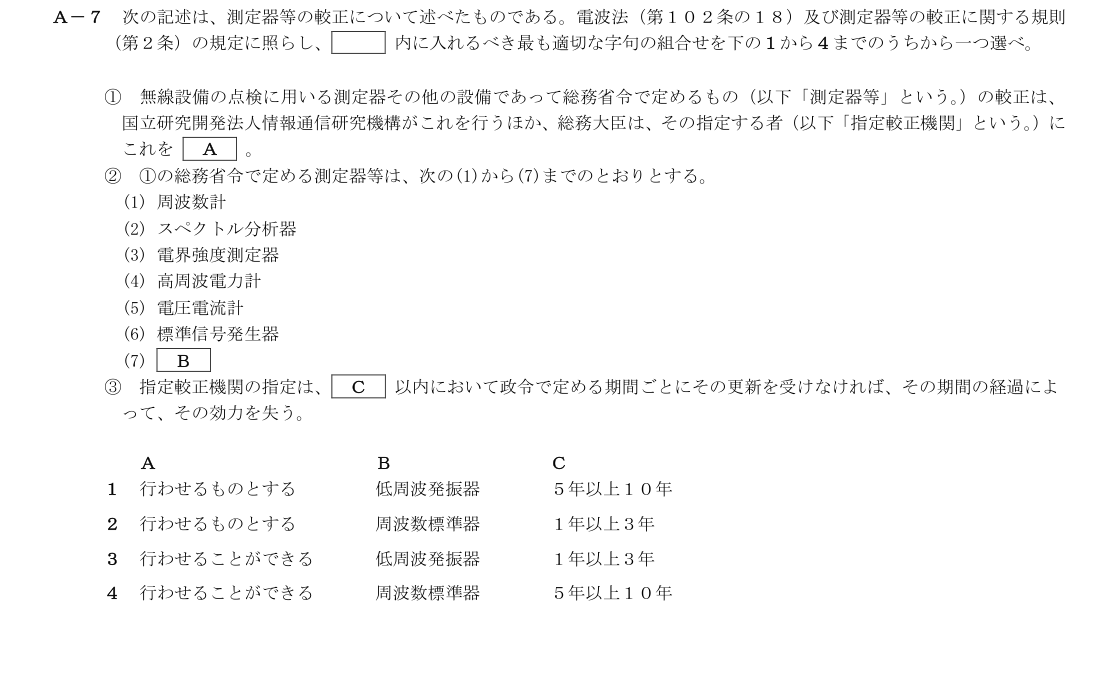 Ａ－７　次の記述は、測定器等の較正について述べたものである。電波法（第１０２条の１８）及び測定器等の較正に関する規則
（第２条）の規定に照らし、　　　内に入れるべき最も適切な字句の組合せを下の１から４までのうちから一つ選べ。
①　無線設備の点検に用いる測定器その他の設備であって総務省令で定めるもの（以下「測定器等」という。）の較正は、
国立研究開発法人情報通信研究機構がこれを行うほか、総務大臣は、その指定する者（以下「指定較正機関」という。）に
これを　Ａ　。
②　①の総務省令で定める測定器等は、次の(1)から(7)までのとおりとする。
(1) 周波数計
(2) スペクトル分析器
(3) 電界強度測定器
(4) 高周波電力計
(5) 電圧電流計
(6) 標準信号発生器
(7)　Ｂ
③　指定較正機関の指定は、　Ｃ　以内において政令で定める期間ごとにその更新を受けなければ、その期間の経過によ
って、その効力を失う。
Ａ　Ｂ　Ｃ
１　行わせるものとする　低周波発振器　５年以上１０年
２　行わせるものとする　周波数標準器　１年以上３年
３　行わせることができる　低周波発振器　１年以上３年
４　行わせることができる　周波数標準器　５年以上１０年